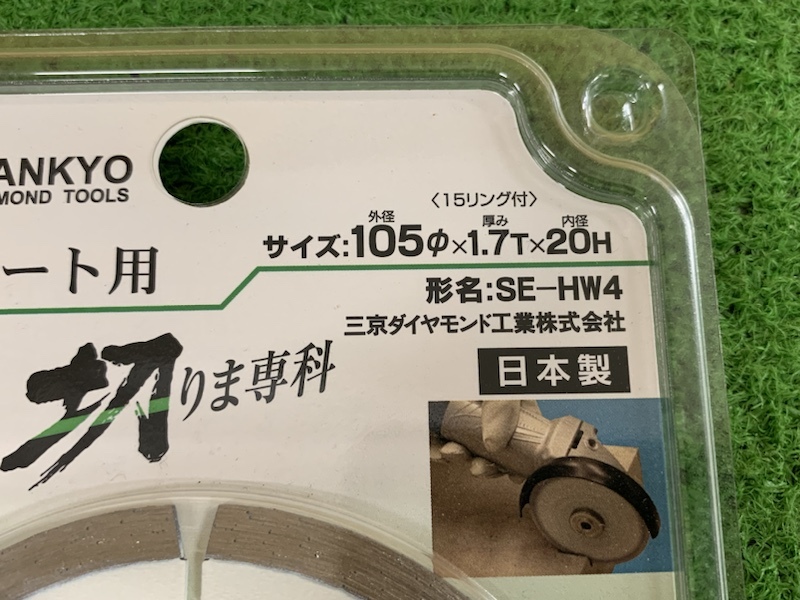 ANKYO
MOND TOOLS
〈15リング付〉
外径 厚み 内径
サイズ:105φ×1.7T×20H
ート用
形名:SE-HW4
三京ダイヤモンド工業株式会社
切りま専科
日本製